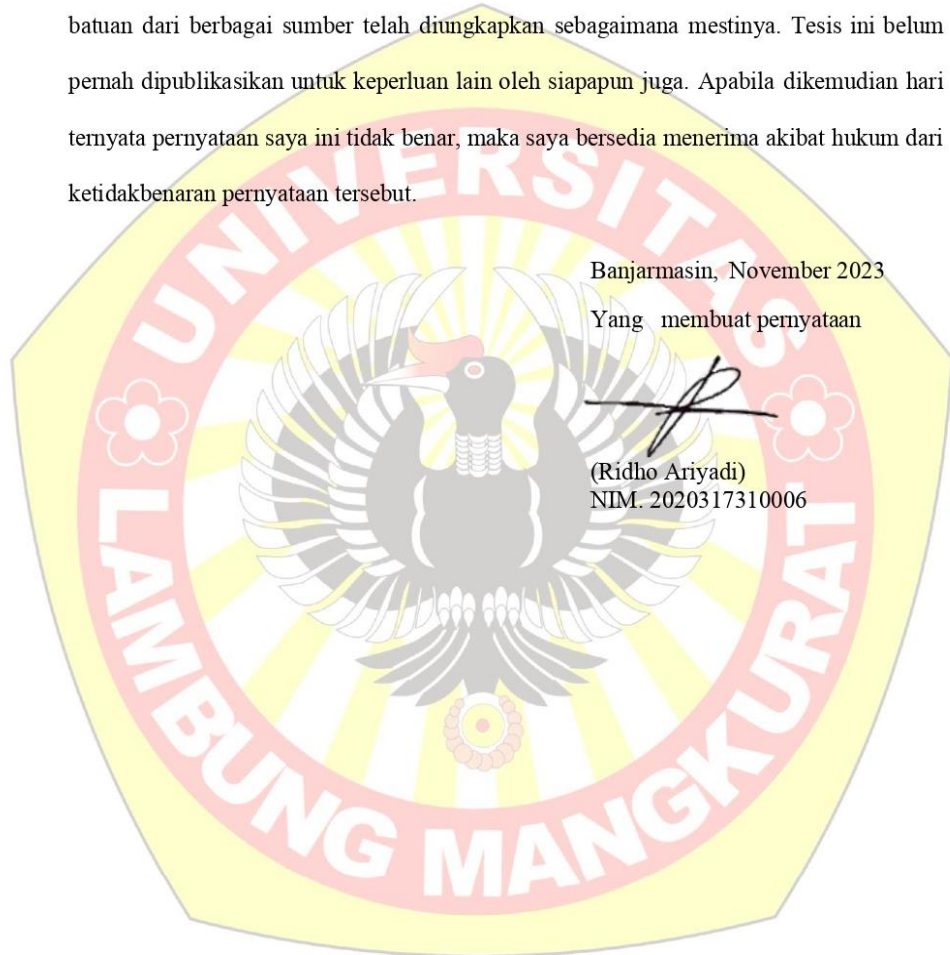 batuan dari berbagai sumber telah diungkapkan sebagaimana mestinya. Tesis ini belum
pernah dipublikasikan untuk keperluan lain oleh siapapun juga. Apabila dikemudian hari
ternyata pernyataan saya ini tidak benar, maka saya bersedia menerima akibat hukum dari
ketidakbenaran pernyataan tersebut.
Banjarmasin, November 2023
Yang membuat pernyataan
(Ridho Ariyadi)
NIM. 2020317310006
UNIVERSITAS
LAMBUNG MANGKURAT